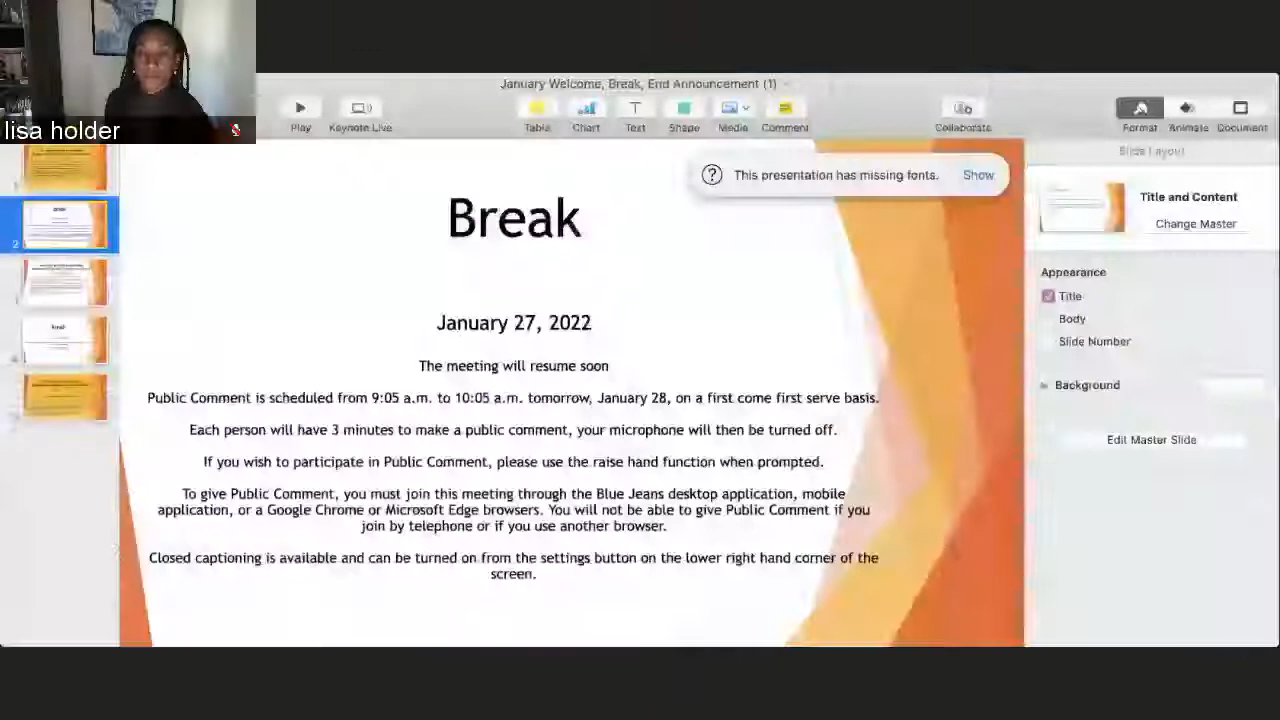 lisa holder
January Welcome, Break, End Announcement (1)
Play
Keynote Live
Table
Chart
Text
Shape
Media
Comment
Collaborate
Format
Animate
Document
Slide Layout
This presentation has missing fonts.
Show
Title and Content
Change Master
Appearance
Title
Body
Slide Number
Background
Edit Master Slide
2
Break
January 27, 2022
The meeting will resume soon
Public Comment is scheduled from 9:05 a.m. to 10:05 a.m. tomorrow, January 28, on a first come first serve basis.
Each person will have 3 minutes to make a public comment, your microphone will then be turned off.
If you wish to participate in Public Comment, please use the raise hand function when prompted.
To give Public Comment, you must join this meeting through the Blue Jeans desktop application, mobile
application, or a Google Chrome or Microsoft Edge browsers. You will not be able to give Public Comment if you
join by telephone or if you use another browser.
Closed captioning is available and can be turned on from the settings button on the lower right hand corner of the
screen.